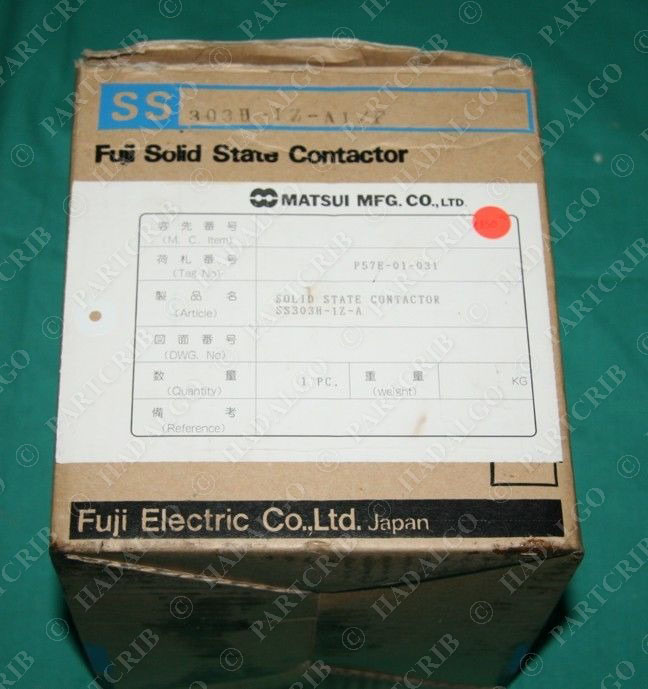 SS 303H-1Z-A1-F
Fuji Solid State Contactor
MATSUI MFG. CO., LTD.
容先番号
(M. C. Item)
荷札番号
(Tag No)
P57E-01-031
製品名
(Article)
SOLID STATE CONTACTOR
SS303H-1Z-A
図面番号
(DWG. No)
数量
(Quantity)
1 PC.
重量
(weight)
KG
備考
(Reference)
Fuji Electric Co.,Ltd. Japan
© PARTCRIB
© HADALGO